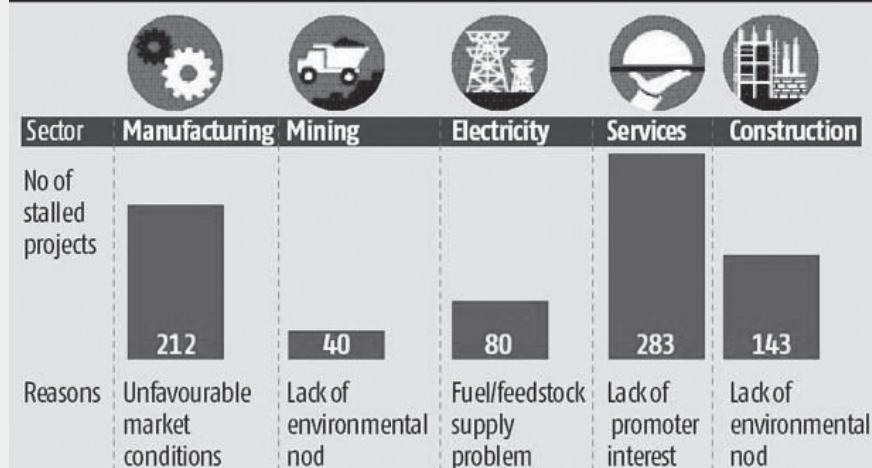 Sector Manufacturing Mining Electricity Services Construction
No of
stalled
projects
212 40 80 283 143
Reasons Unfavourable Lack of Fuel/feedstock Lack of Lack of
market environmental supply promoter environmental
conditions nod problem interest nod